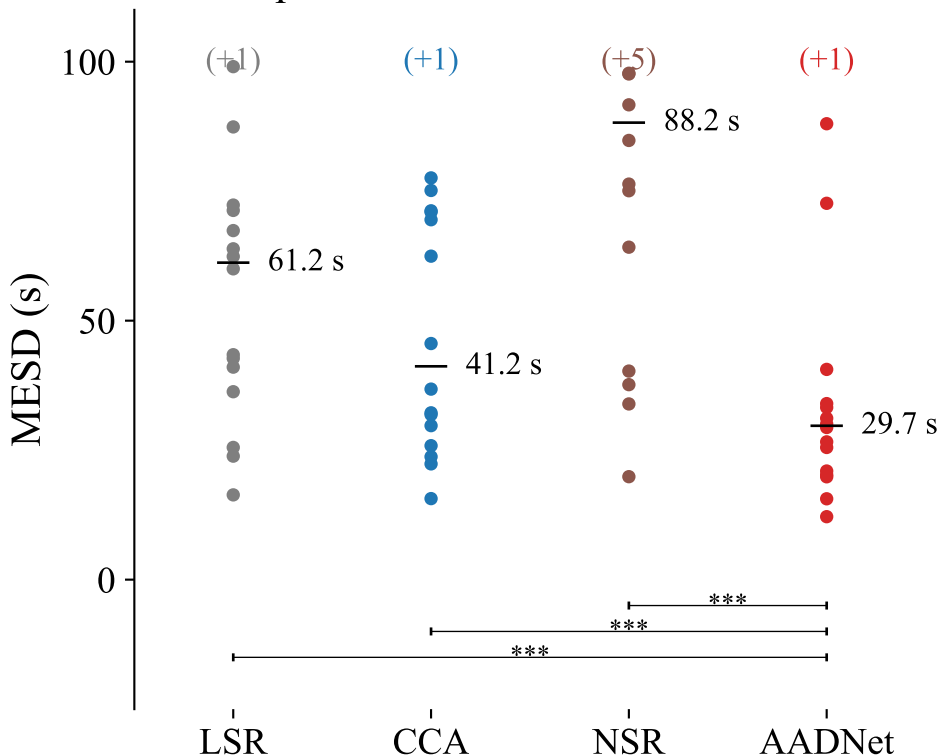 100
(+1)
(+1)
(+5)
(+1)
88.2 s
61.2 s
MESD (s)
50
41.2 s
29.7 s
0
***
***
***
LSR
CCA
NSR
AADNet